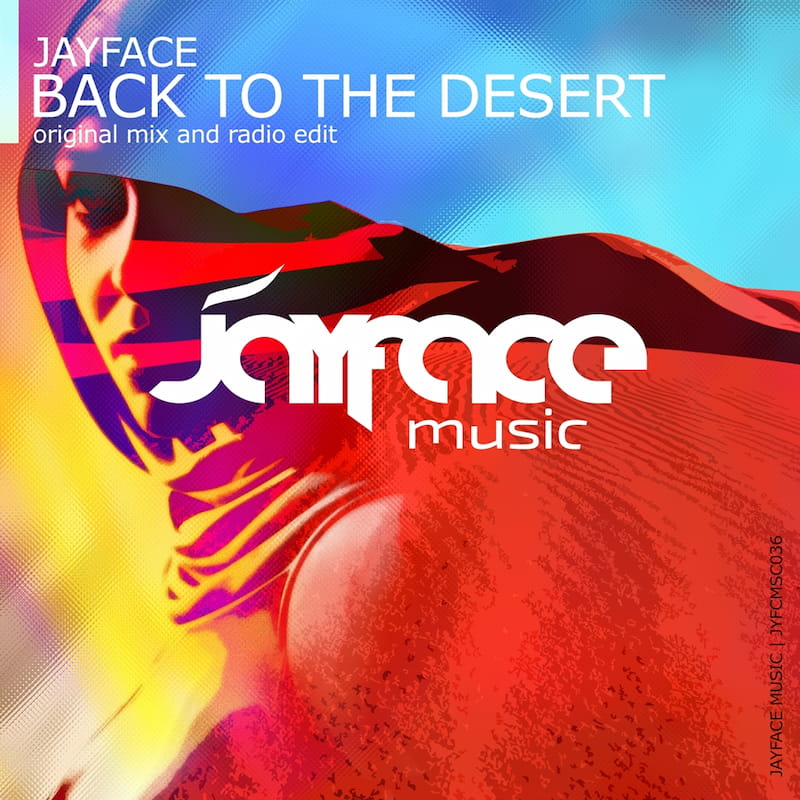 JAYFACE
BACK TO THE DESERT
original mix and radio edit
jayface
music
JAYFACE MUSIC | JYFCMSC036